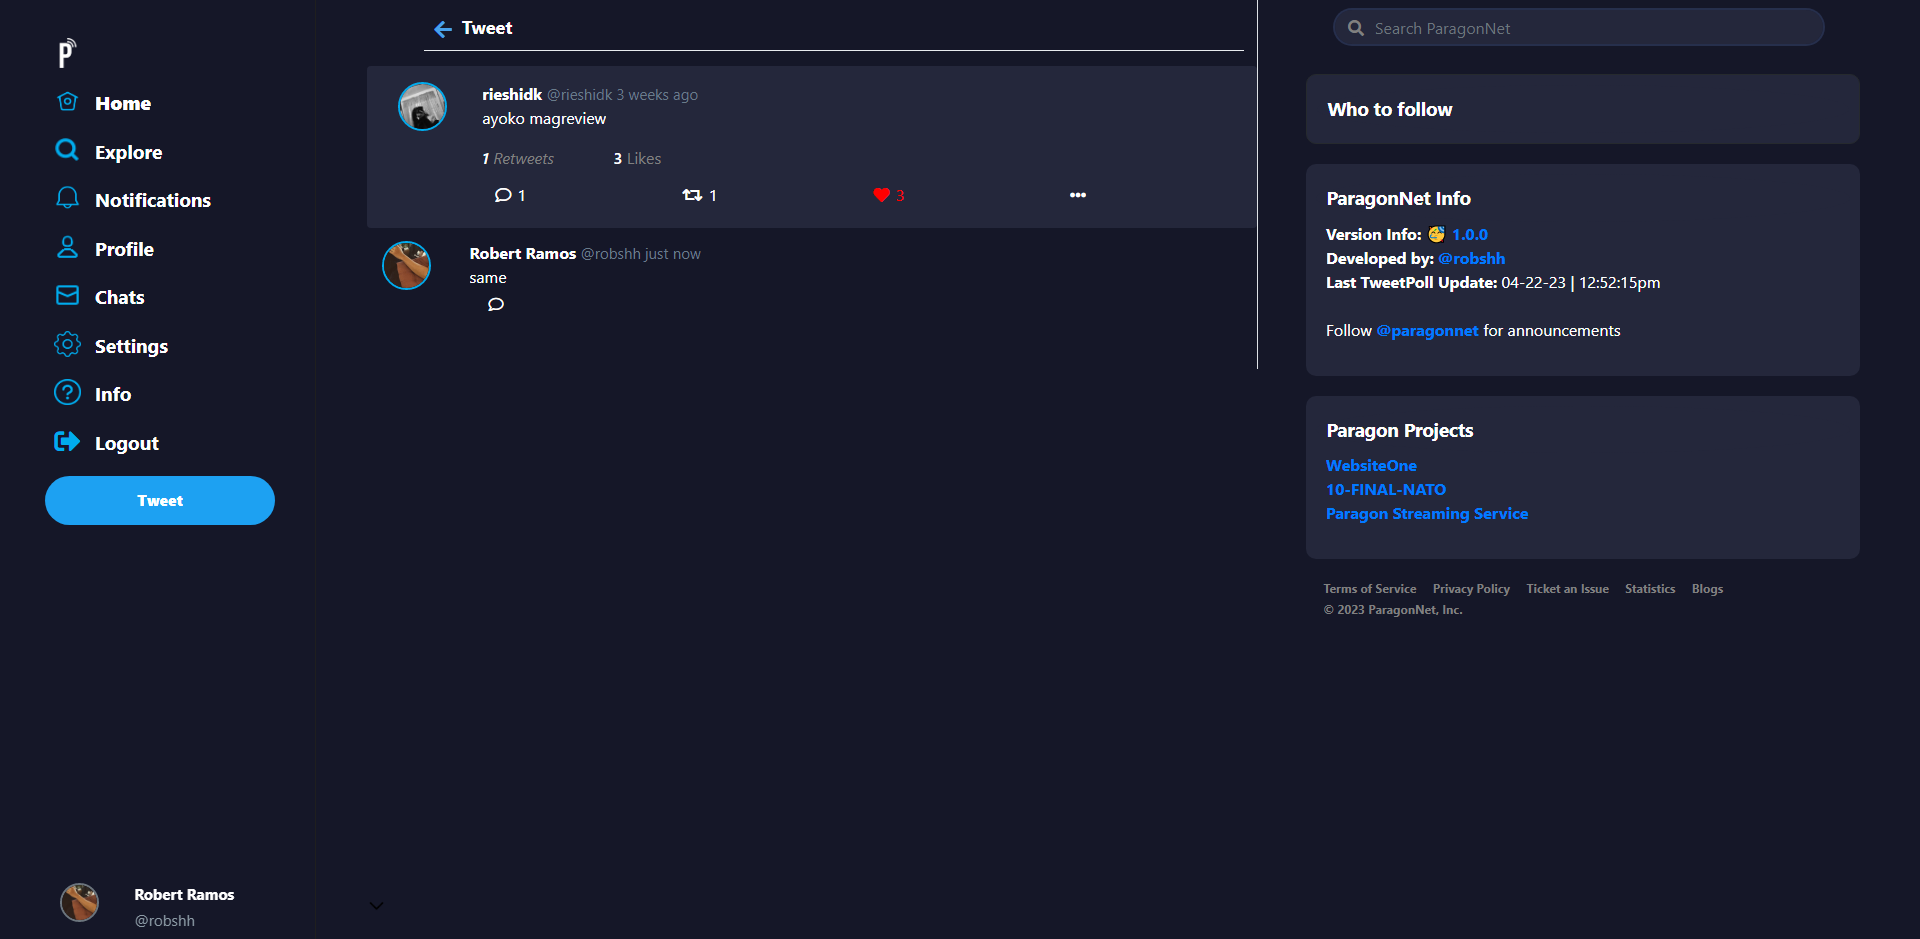 p
Home
Explore
Notifications
Profile
Chats
Settings
Info
Logout
Tweet
Robert Ramos
@robshh
Tweet
rieshidk @rieshidk 3 weeks ago
ayoko magreview
1 Retweets 3 Likes
1 1 3
Robert Ramos @robshh just now
same
Search ParagonNet
Who to follow
ParagonNet Info
Version Info: 🥳 1.0.0
Developed by: @robshh
Last TweetPoll Update: 04-22-23 | 12:52:15pm
Follow @paragonnet for announcements
Paragon Projects
WebsiteOne
10-FINAL-NATO
Paragon Streaming Service
Terms of Service Privacy Policy Ticket an Issue Statistics Blogs
© 2023 ParagonNet, Inc.